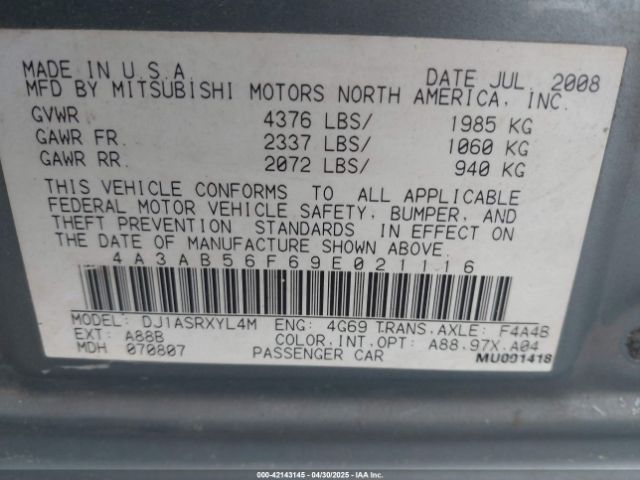 MADE IN U.S.A. DATE JUL 2008
MFD BY MITSUBISHI MOTORS NORTH AMERICA, INC.
GVWR 4376 LBS/ 1985 KG
GAWR FR. 2337 LBS/ 1060 KG
GAWR RR. 2072 LBS/ 940 KG
THIS VEHICLE CONFORMS TO ALL APPLICABLE
FEDERAL MOTOR VEHICLE SAFETY, BUMPER, AND
THEFT PREVENTION STANDARDS IN EFFECT ON
THE DATE OF MANUFACTURE SHOWN ABOVE.
4A3AB56F69E021116
MODEL: DJ1ASRXYL4M ENG: 4G69 TRANS.AXLE: F4A4B
EXT: A88B COLOR.INT.OPT: A88.97X.A04
MDH 070807 PASSENGER CAR MU001418
000-42143145 - 04/30/2025 - IAAI.com